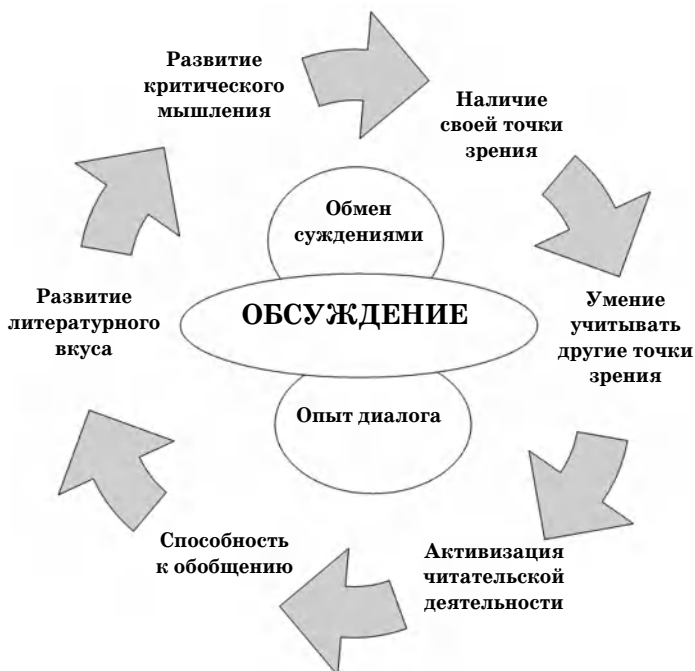 Развитие
критического
мышления
Наличие
своей точки
зрения
Умение
учитывать
другие точки
зрения
Активизация
читательской
деятельности
Способность
к обобщению
Развитие
литературного
вкуса
Обмен
суждениями
ОБСУЖДЕНИЕ
Опыт диалога